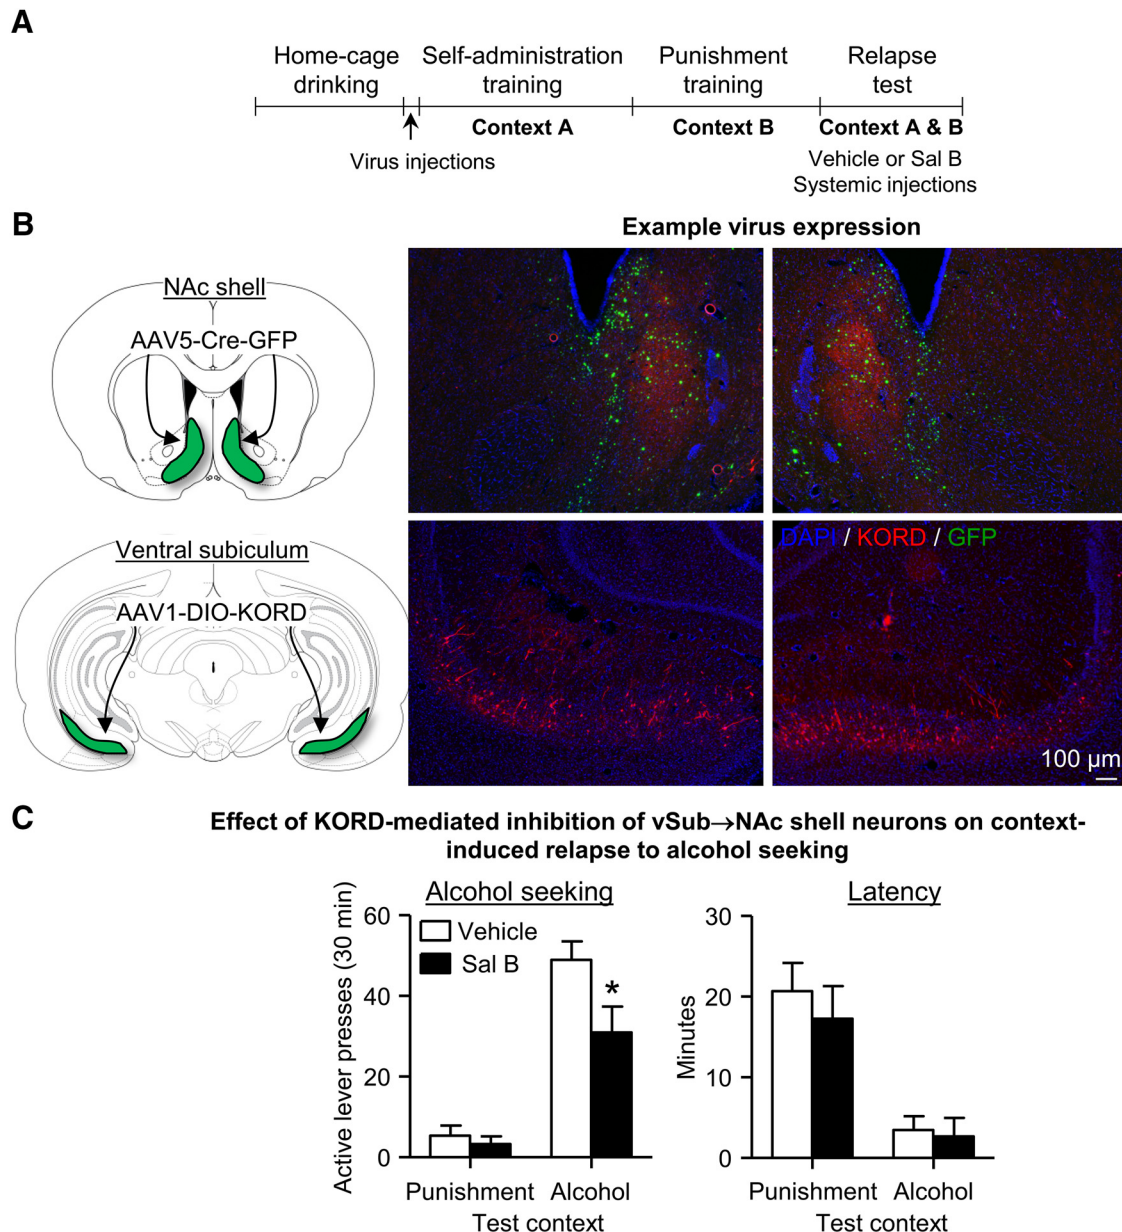 A
Home-cage
drinking
Self-administration
training
Punishment
training
Relapse
test
Context A
Context B
Context A & B
Virus injections
Vehicle or Sal B
Systemic injections
B
Example virus expression
NAc shell
AAV5-Cre-GFP
Ventral subiculum
AAV1-DIO-KORD
DAPI / KORD / GFP
100 µm
C
Effect of KORD-mediated inhibition of vSub→NAc shell neurons on context-
induced relapse to alcohol seeking
Alcohol seeking
Active lever presses (30 min)
60
40
20
0
Vehicle
Sal B
*
Punishment Alcohol
Test context
Latency
Minutes
30
20
10
0
Punishment Alcohol
Test context